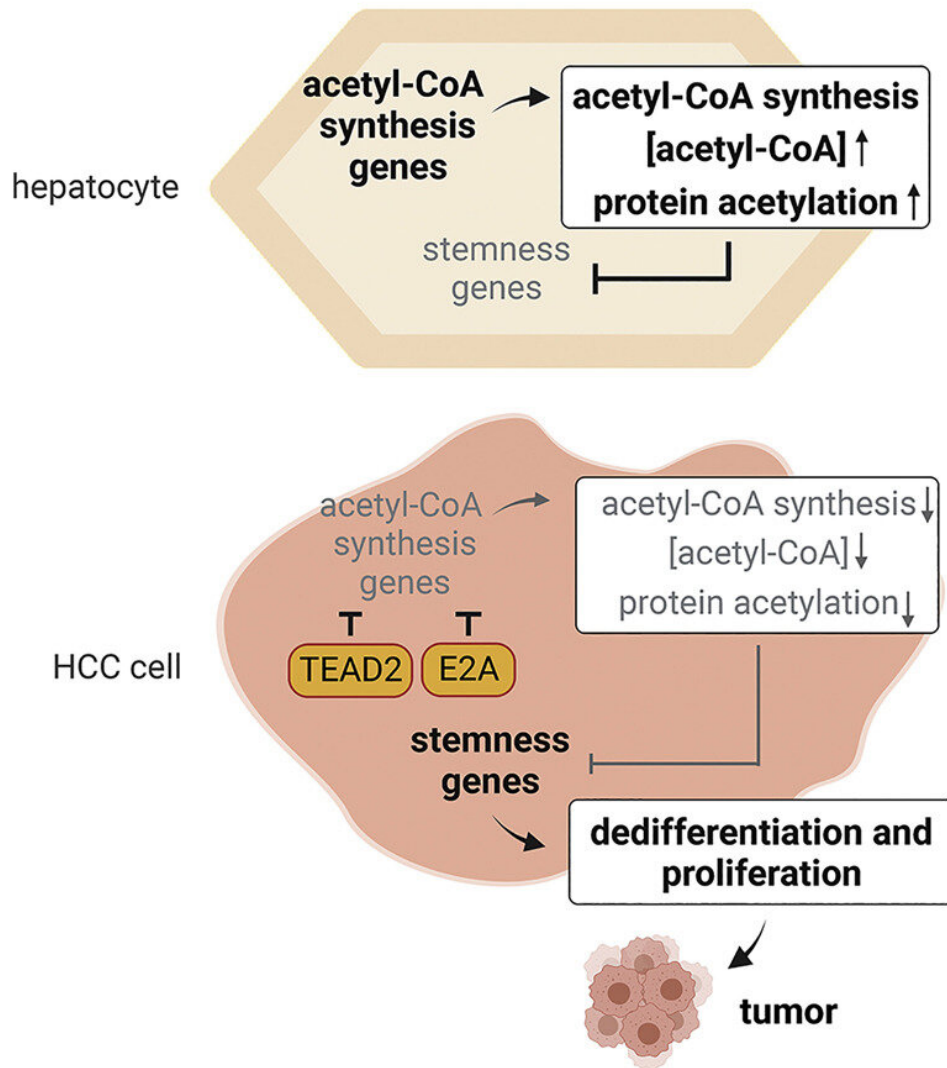 acetyl-CoA
synthesis
genes
acetyl-CoA synthesis
[acetyl-CoA]↑
protein acetylation↑
hepatocyte
stemness
genes
acetyl-CoA
synthesis
genes
acetyl-CoA synthesis↓
[acetyl-CoA]↓
protein acetylation↓
HCC cell
TEAD2
E2A
stemness
genes
dedifferentiation and
proliferation
tumor